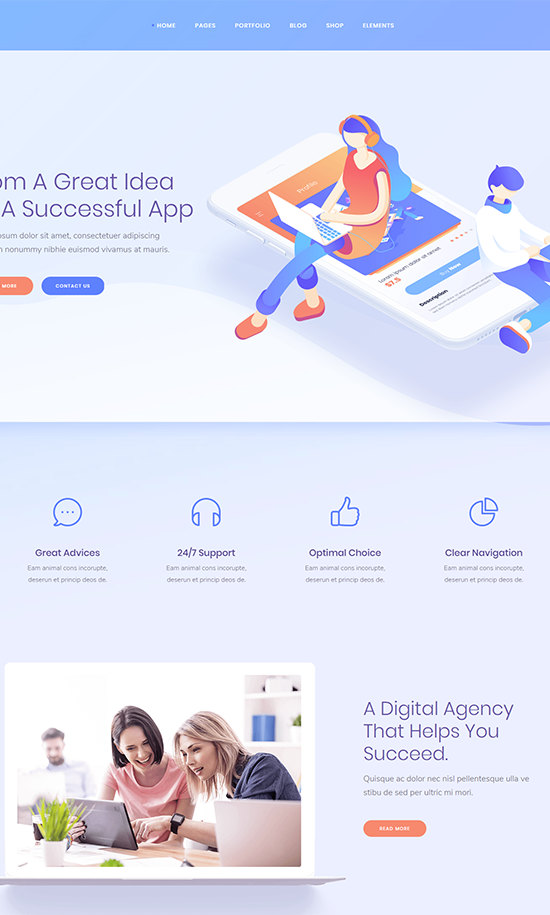 HOME
PAGES
PORTFOLIO
BLOG
SHOP
ELEMENTS
om A Great Idea
A Successful App
psum dolor sit amet, consectetuer adipiscing
n nonummy nibhie euismod vivamus at mauris.
MORE
CONTACT US
Profile
Lorem ipsum dolor sit amet.
$7.5
Buy Now
Description
Great Advices
Eam animal cons incorupte,
deserun et princip deos de.
24/7 Support
Eam animal cons incorupte,
deserun et princip deos de.
Optimal Choice
Eam animal cons incorupte,
deserun et princip deos de.
Clear Navigation
Eam animal cons incorupte,
deserun et princip deos de.
A Digital Agency
That Helps You
Succeed.
Quisque ac dolor nec nisl pellentesque ulla ve
stibu de sed per ultric mi mori.
READ MORE